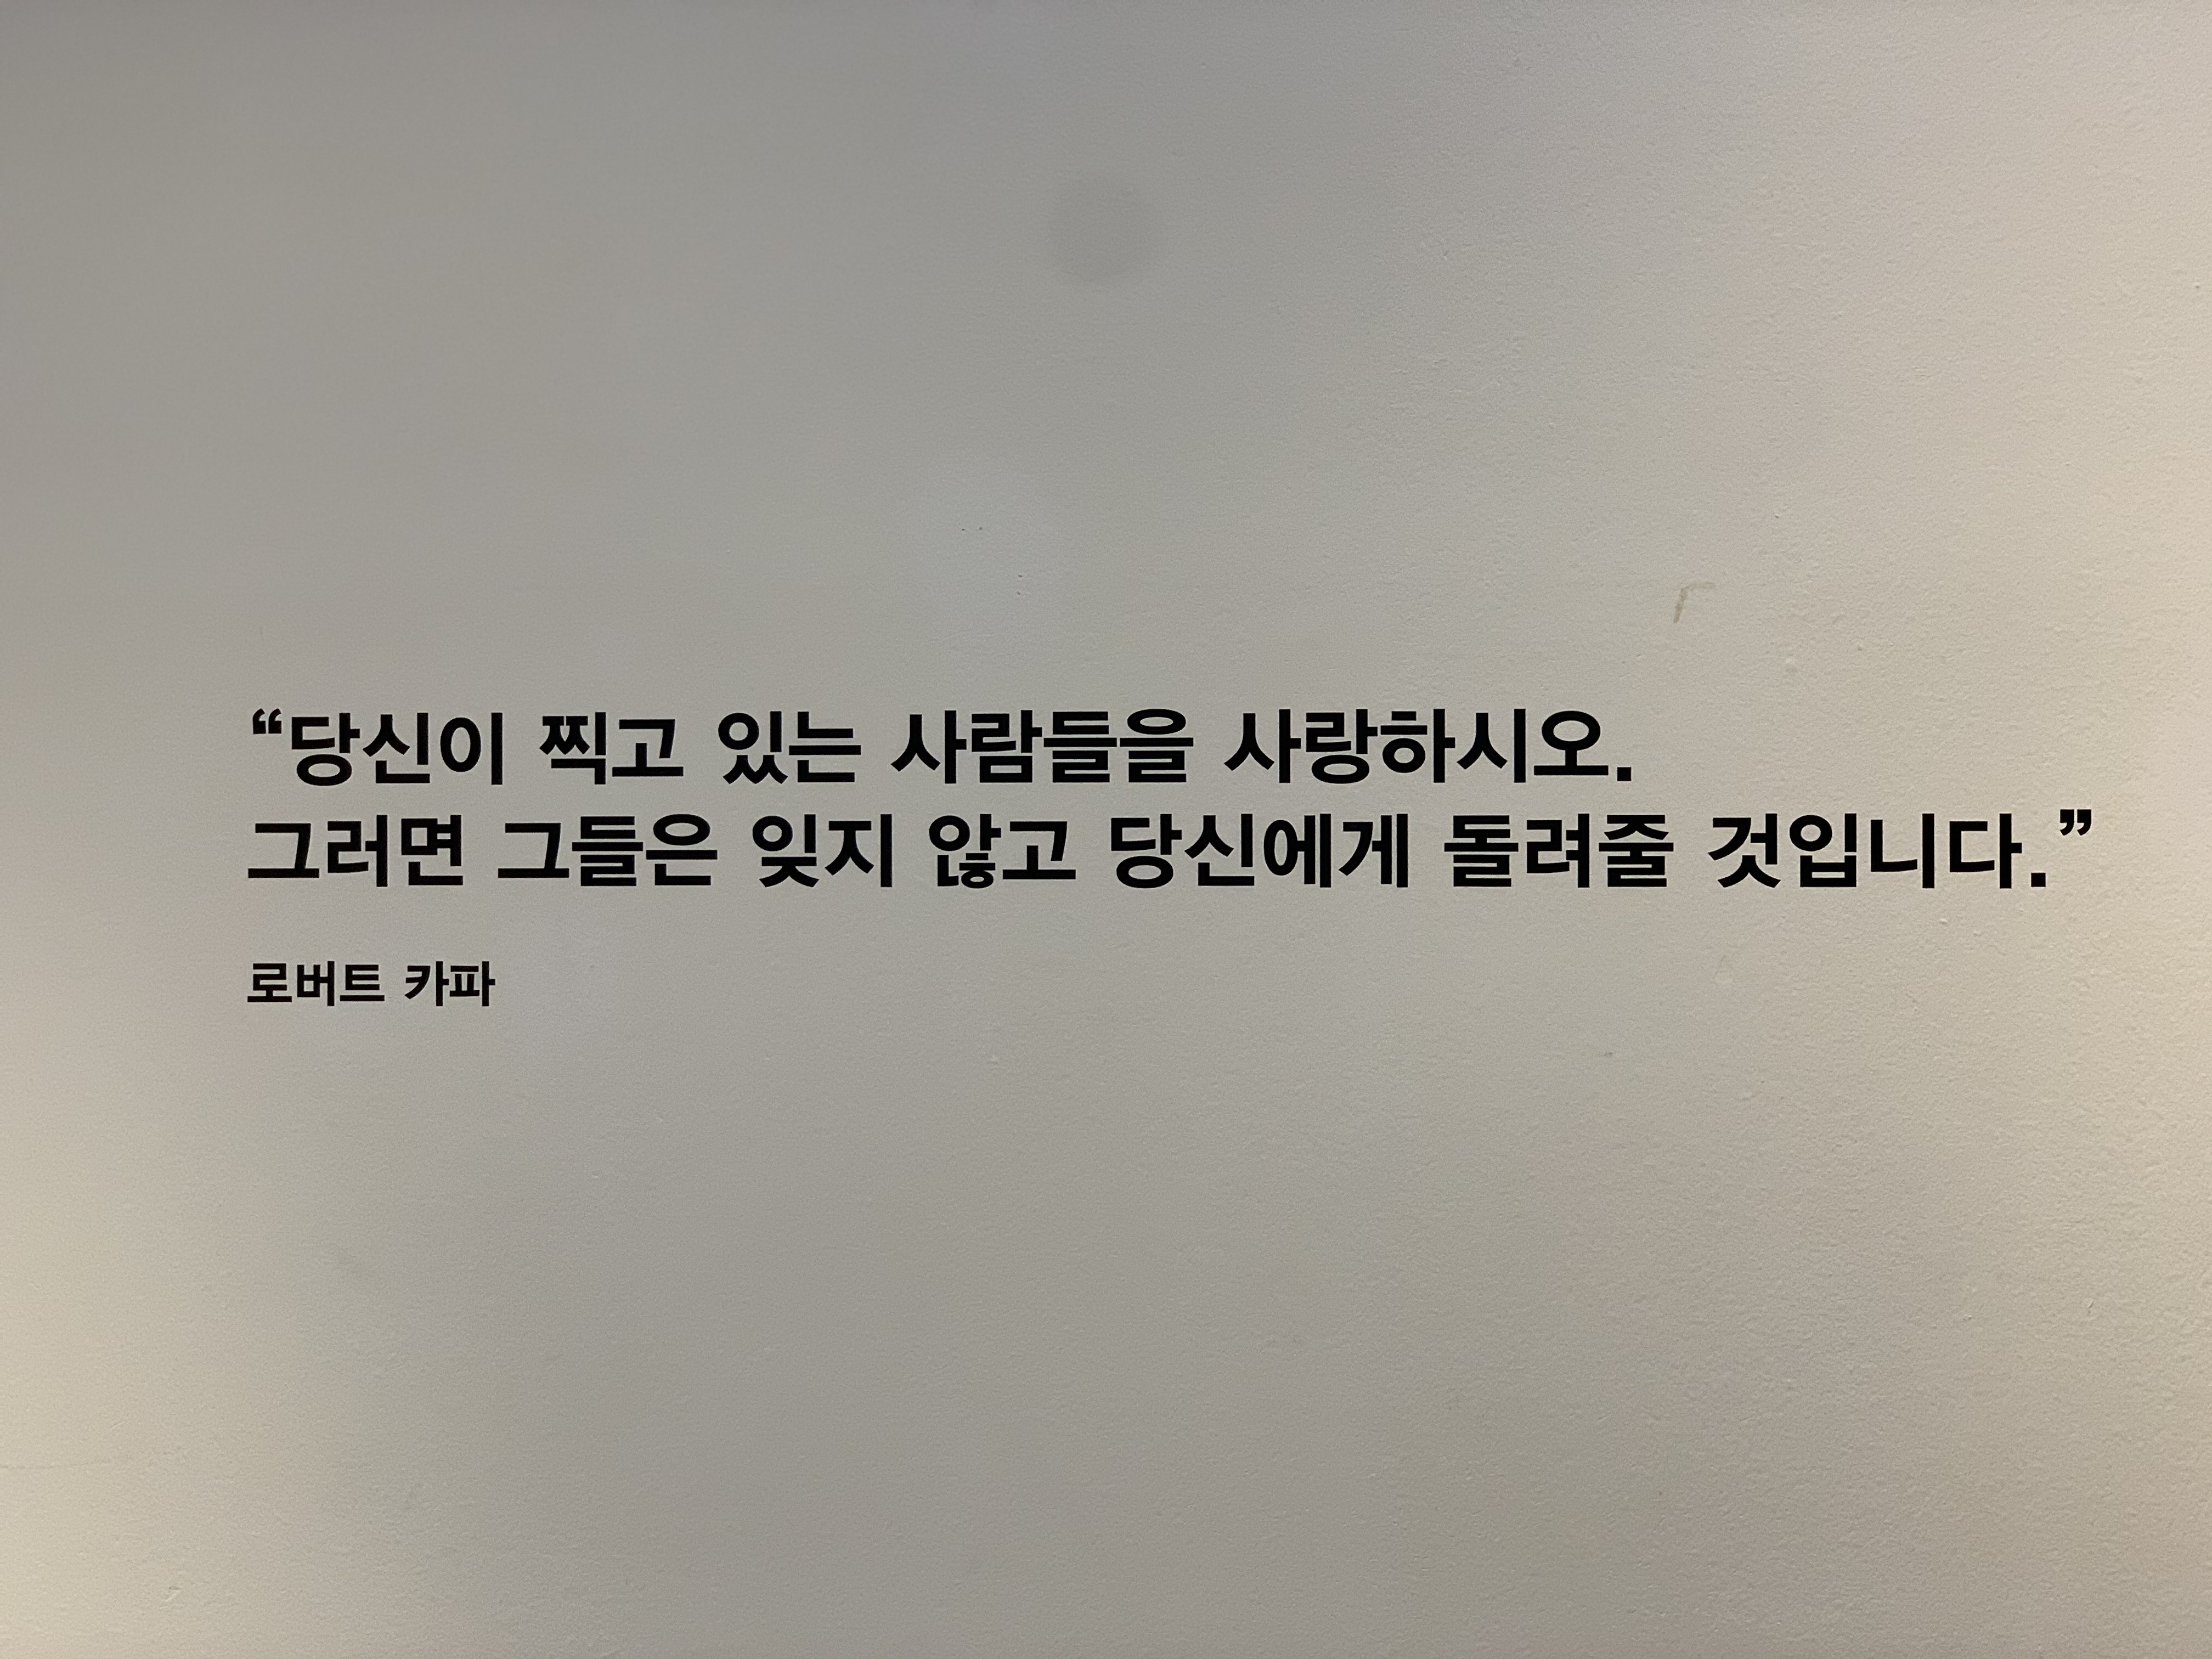 “당신이 찍고 있는 사람들을 사랑하시오.
그러면 그들은 잊지 않고 당신에게 돌려줄 것입니다.”
로버트 카파